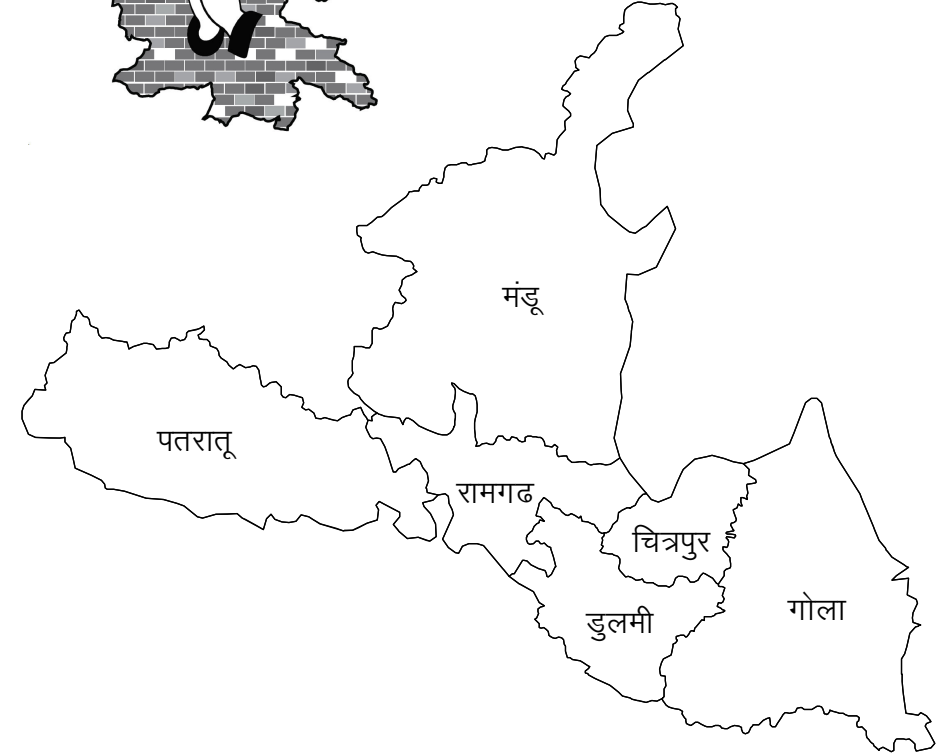 मंडू
पतरातू
रामगढ
चित्रपुर
डुलमी
गोला